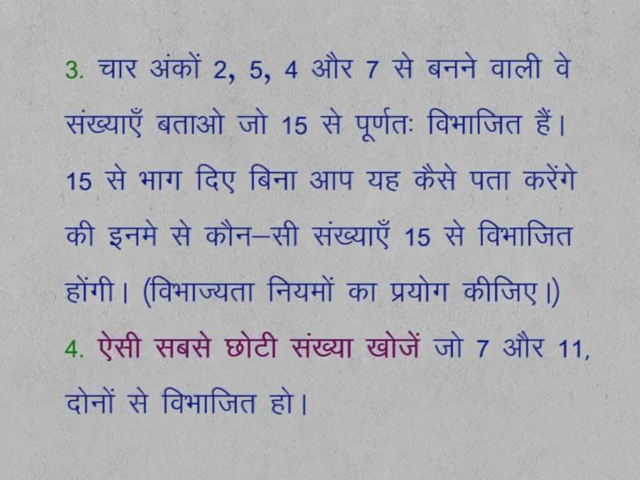 3. चार अंकों 2, 5, 4 और 7 से बनने वाली वे
संख्याएँ बताओ जो 15 से पूर्णतः विभाजित हैं।
15 से भाग दिए बिना आप यह कैसे पता करेंगे
की इनमे से कौन–सी संख्याएँ 15 से विभाजित
होंगी। (विभाज्यता नियमों का प्रयोग कीजिए।)
4. ऐसी सबसे छोटी संख्या खोजें जो 7 और 11,
दोनों से विभाजित हो।